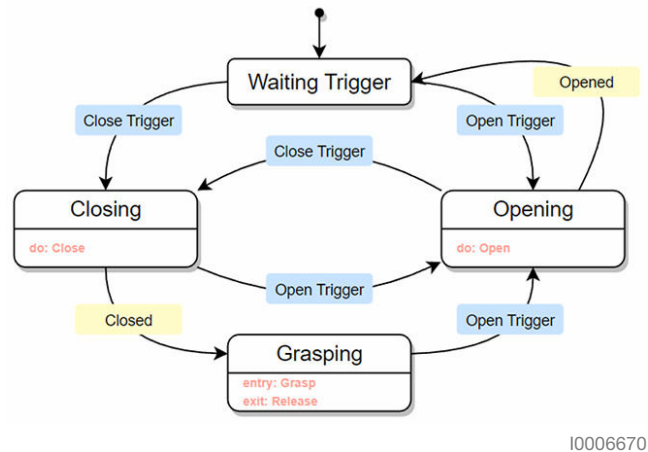 Waiting Trigger
Opened
Close Trigger
Open Trigger
Close Trigger
Closing
do: Close
Opening
do: Open
Open Trigger
Closed
Open Trigger
Grasping
entry: Grasp
exit: Release
I0006670